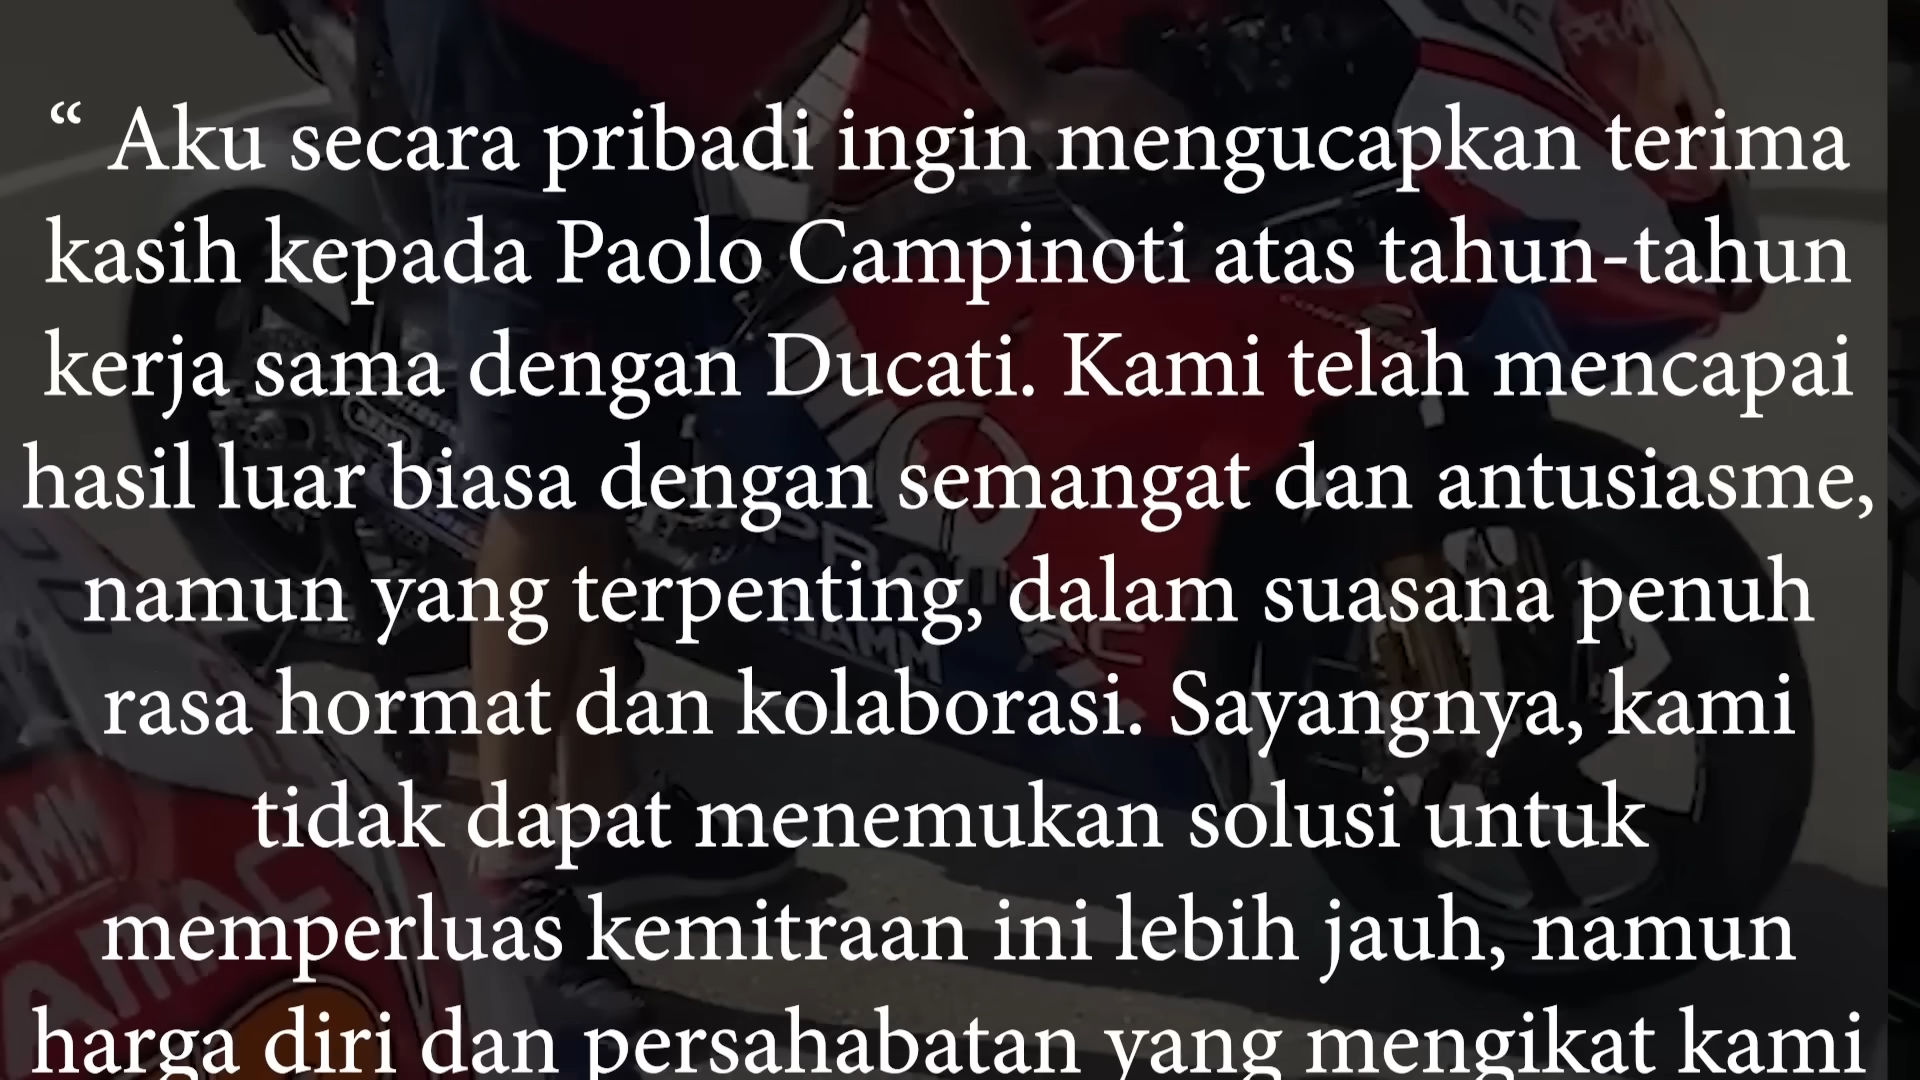 “ Aku secara pribadi ingin mengucapkan terima
kasih kepada Paolo Campinoti atas tahun-tahun
kerja sama dengan Ducati. Kami telah mencapai
hasil luar biasa dengan semangat dan antusiasme,
namun yang terpenting, dalam suasana penuh
rasa hormat dan kolaborasi. Sayangnya, kami
tidak dapat menemukan solusi untuk
memperluas kemitraan ini lebih jauh, namun
harga diri dan persahabatan yang mengikat kami